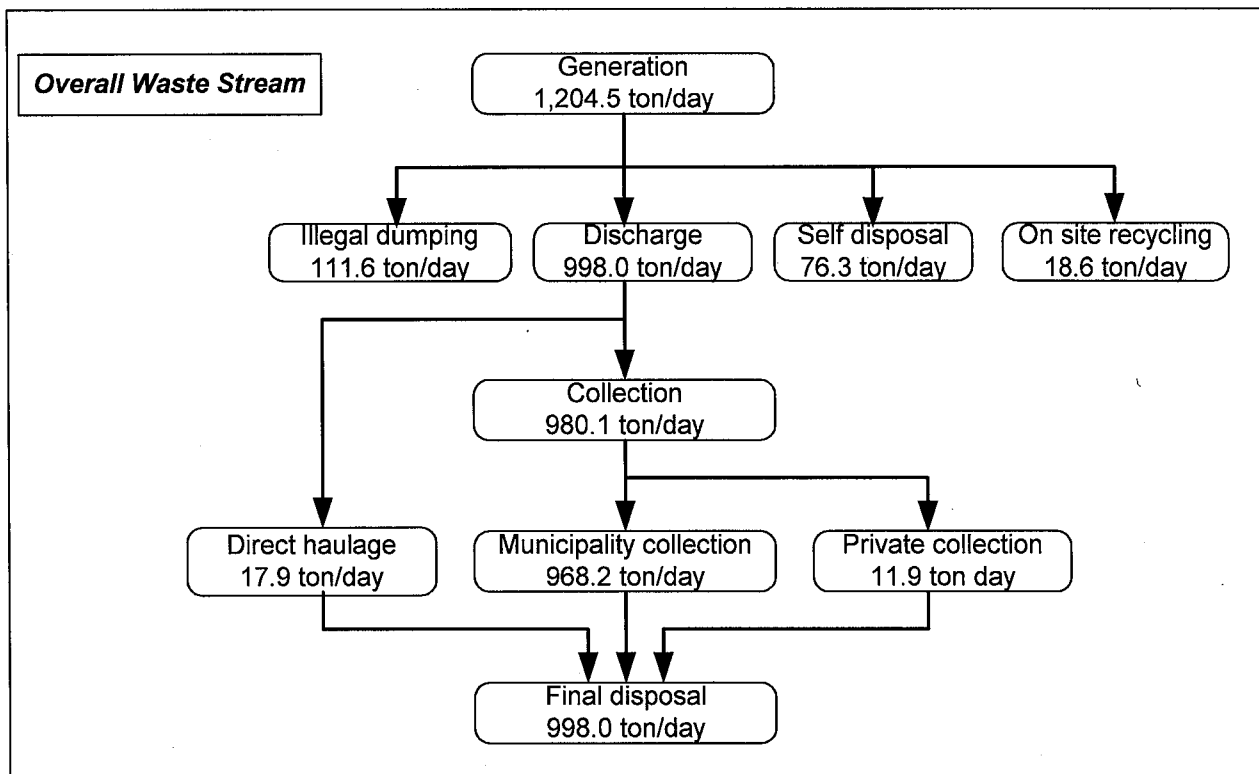 Overall Waste Stream
Generation
1,204.5 ton/day
Illegal dumping
111.6 ton/day
Discharge
998.0 ton/day
Self disposal
76.3 ton/day
On site recycling
18.6 ton/day
Collection
980.1 ton/day
Direct haulage
17.9 ton/day
Municipality collection
968.2 ton/day
Private collection
11.9 ton day
Final disposal
998.0 ton/day